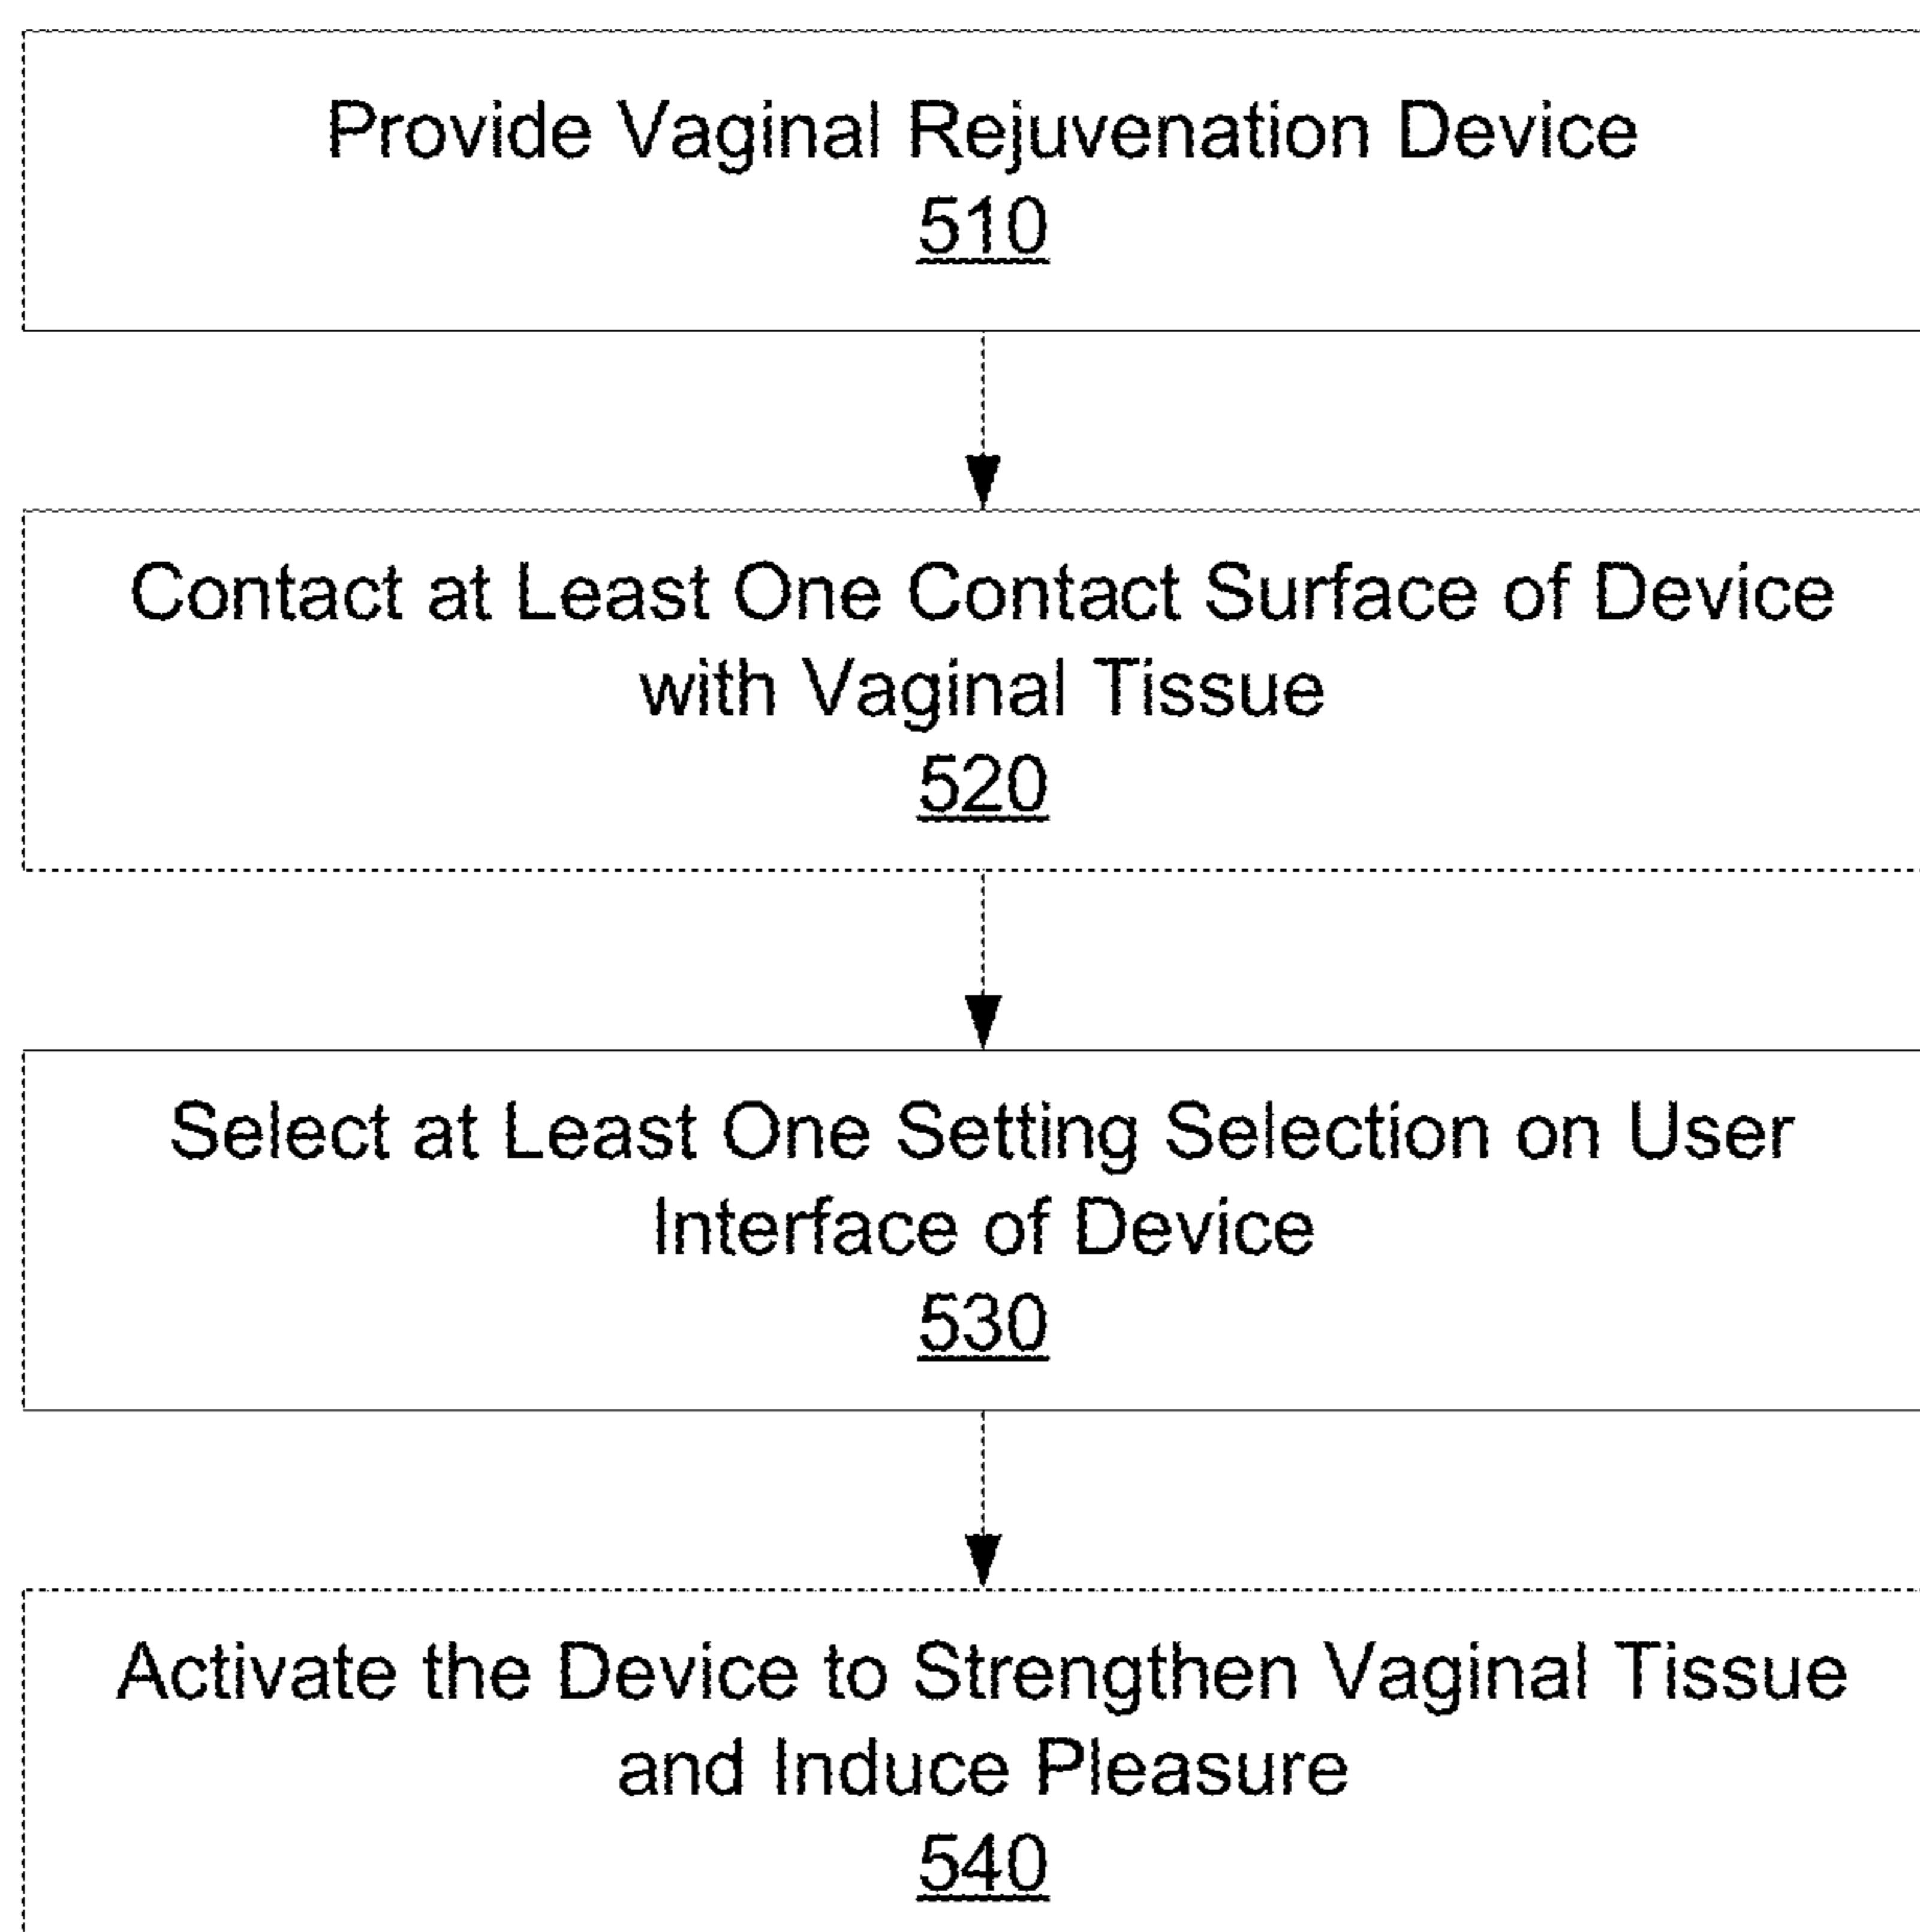 Provide Vaginal Rejuvenation Device
510
Contact at Least One Contact Surface of Device
with Vaginal Tissue
520
Select at Least One Setting Selection on User
Interface of Device
530
Activate the Device to Strengthen Vaginal Tissue
and Induce Pleasure
540